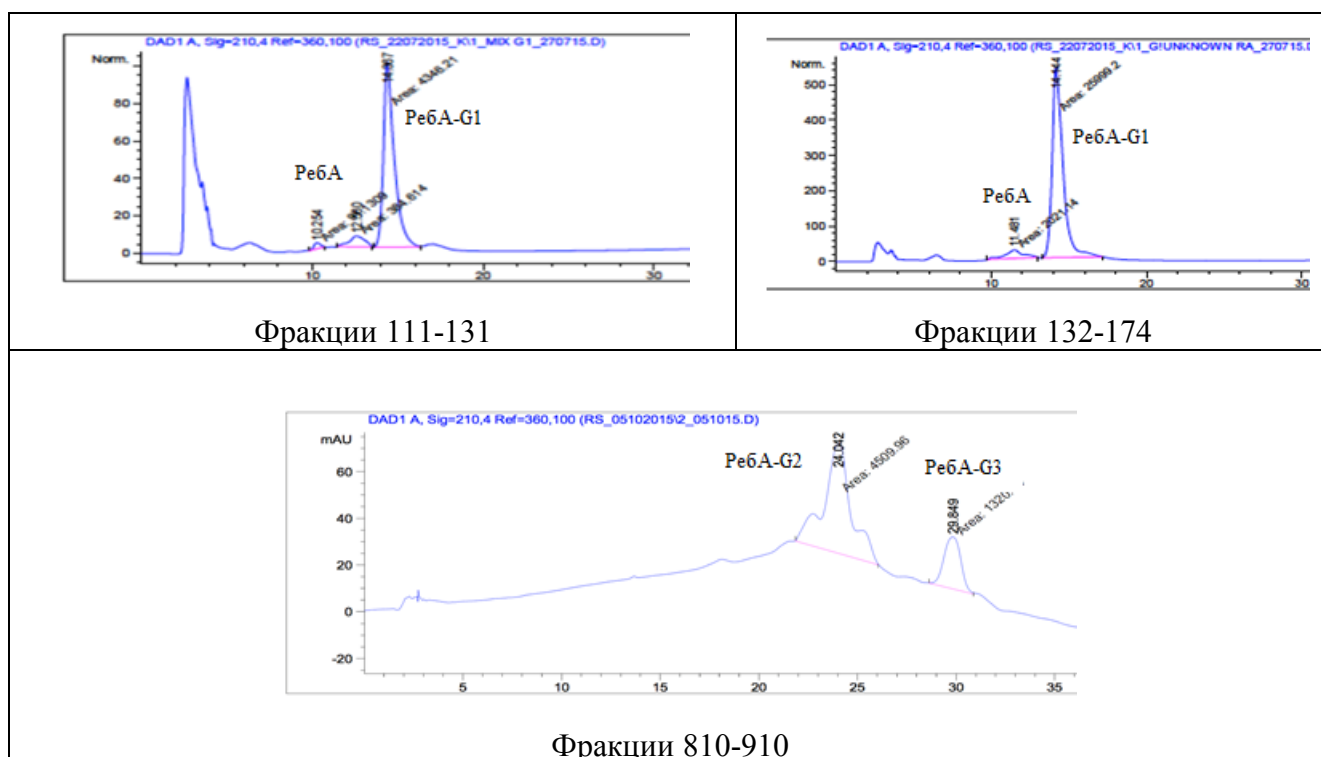 DAD1 A, Sig=210,4 Ref=360,100 (RS_22072015_K\1_MIX G1_270715.D)
Norm.
80
60
40
20
0
10
20
30
РебА
РебА-G1
10.254
Area: 4348.21
DAD1 A, Sig=210,4 Ref=360,100 (RS_22072015_K\1_G!UNKNOWN RA_270715.D
Norm.
500
400
300
200
100
0
10
20
30
РебА
РебА-G1
11.481
Area: 2021.14
Area: 25999.2
Фракции 111-131
Фракции 132-174
DAD1 A, Sig=210,4 Ref=360,100 (RS_05102015\2_051015.D)
mAU
60
40
20
0
-20
5
10
15
20
25
30
35
РебА-G2
24.042
Area: 4509.96
РебА-G3
29.849
Фракции 810-910